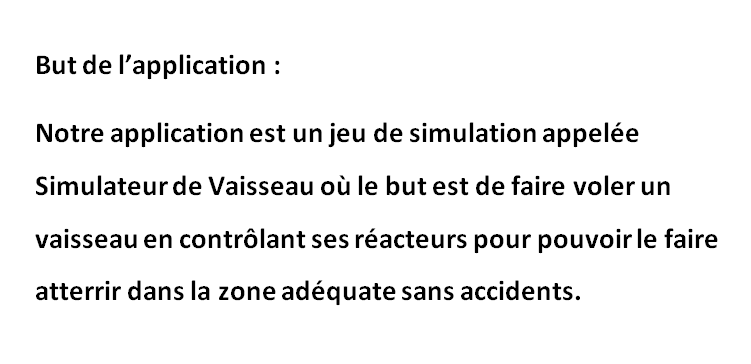 But de l’application :
Notre application est un jeu de simulation appelée
Simulateur de Vaisseau où le but est de faire voler un
vaisseau en contrôlant ses réacteurs pour pouvoir le faire
atterrir dans la zone adéquate sans accidents.